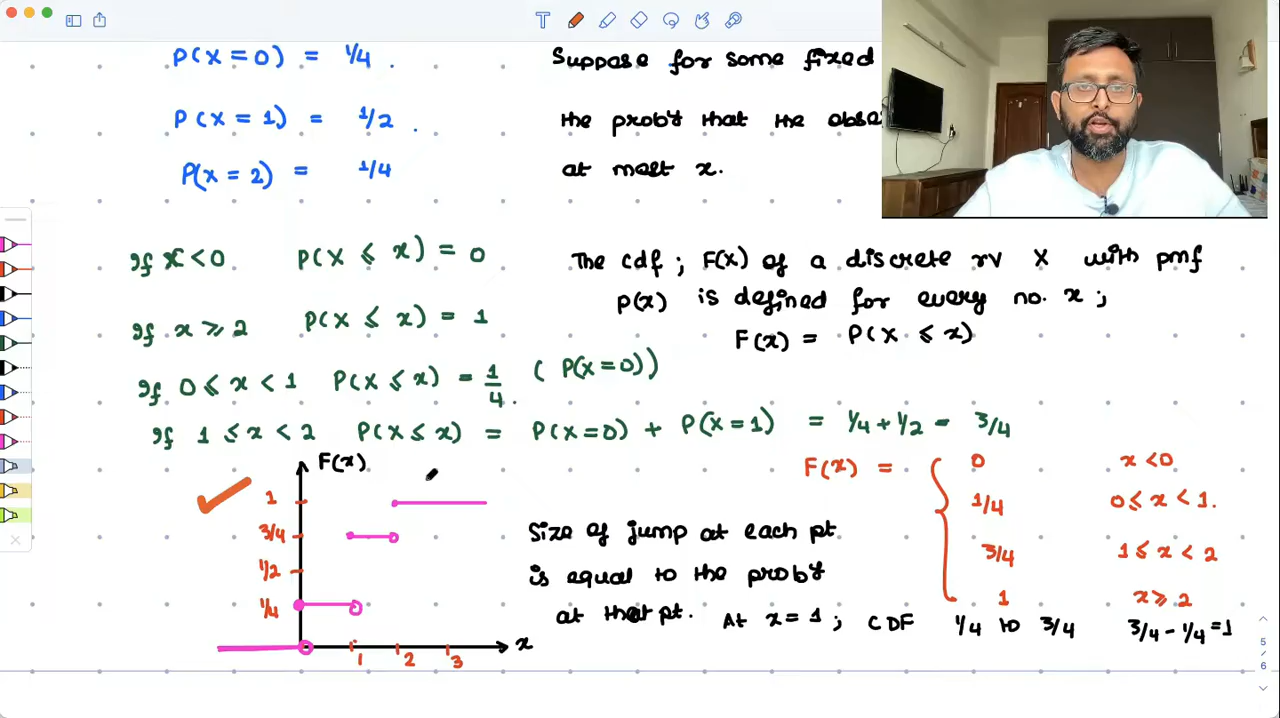 P(X=0) = 1/4 .
P(X=1) = 1/2 .
P(X=2) = 1/4
Suppose for some fixed
the prob'y that the obse
at most x.
If x < 0 P(X ≤ x) = 0
If x ≥ 2 P(X ≤ x) = 1
If 0 ≤ x < 1 P(X ≤ x) = 1/4 . ( P(X=0))
If 1 ≤ x < 2 P(X ≤ x) = P(X=0) + P(X=1) = 1/4 + 1/2 = 3/4
The cdf ; F(x) of a discrete rv X with pmf
p(x) is defined for every no. x ;
F(x) = P(X ≤ x)
F(x)
1
3/4
1/2
1/4
1 2 3 x
Size of jump at each pt
is equal to the prob'y
at that pt. At x = 1 ; CDF 1/4 to 3/4 3/4 - 1/4 = 1
F(x) =
0 x < 0
1/4 0 ≤ x < 1.
3/4 1 ≤ x < 2
1 x ≥ 2
5
/
6